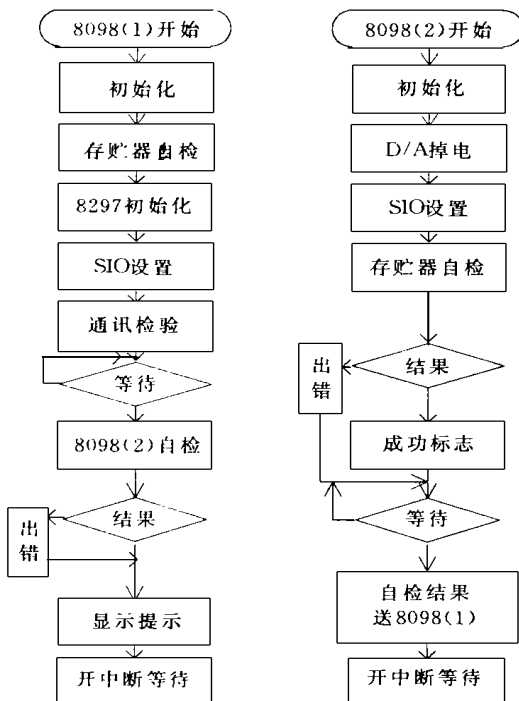 8098(1)开始
初始化
存贮器自检
8297初始化
SIO设置
通讯检验
等待
8098(2)自检
结果
出错
显示提示
开中断等待
8098(2)开始
初始化
D/A掉电
SIO设置
存贮器自检
结果
出错
成功标志
等待
自检结果
送8098(1)
开中断等待